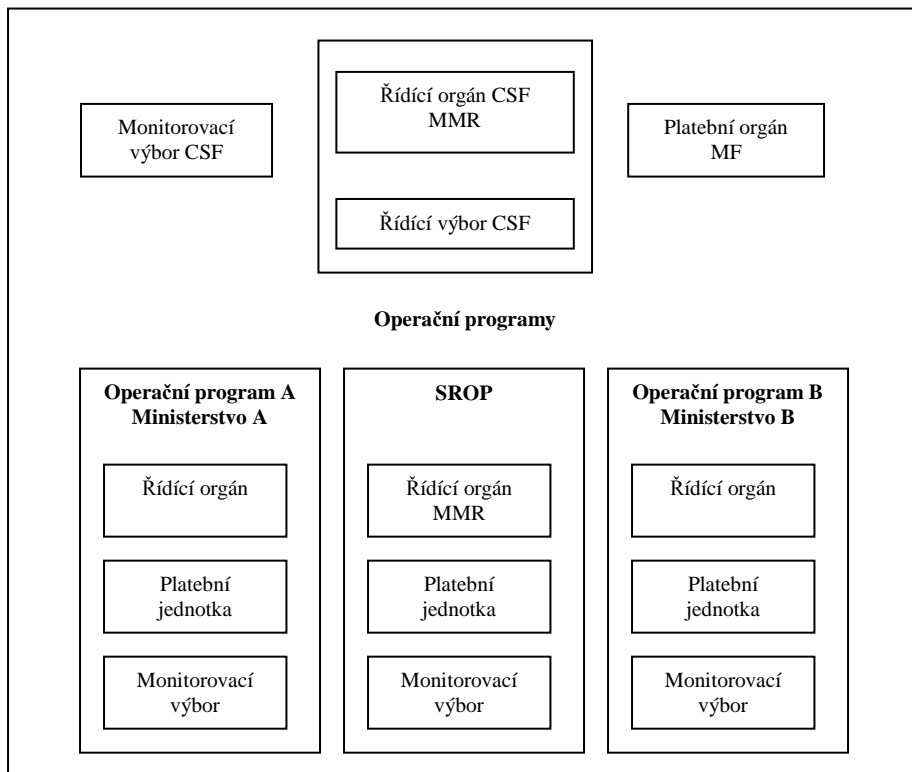 Řídící orgán CSF
MMR
Monitorovací
výbor CSF
Platební orgán
MF
Řídící výbor CSF
Operační programy
Operační program A
Ministerstvo A
Řídící orgán
Platební
jednotka
Monitorovací
výbor
SROP
Řídící orgán
MMR
Platební
jednotka
Monitorovací
výbor
Operační program B
Ministerstvo B
Řídící orgán
Platební
jednotka
Monitorovací
výbor